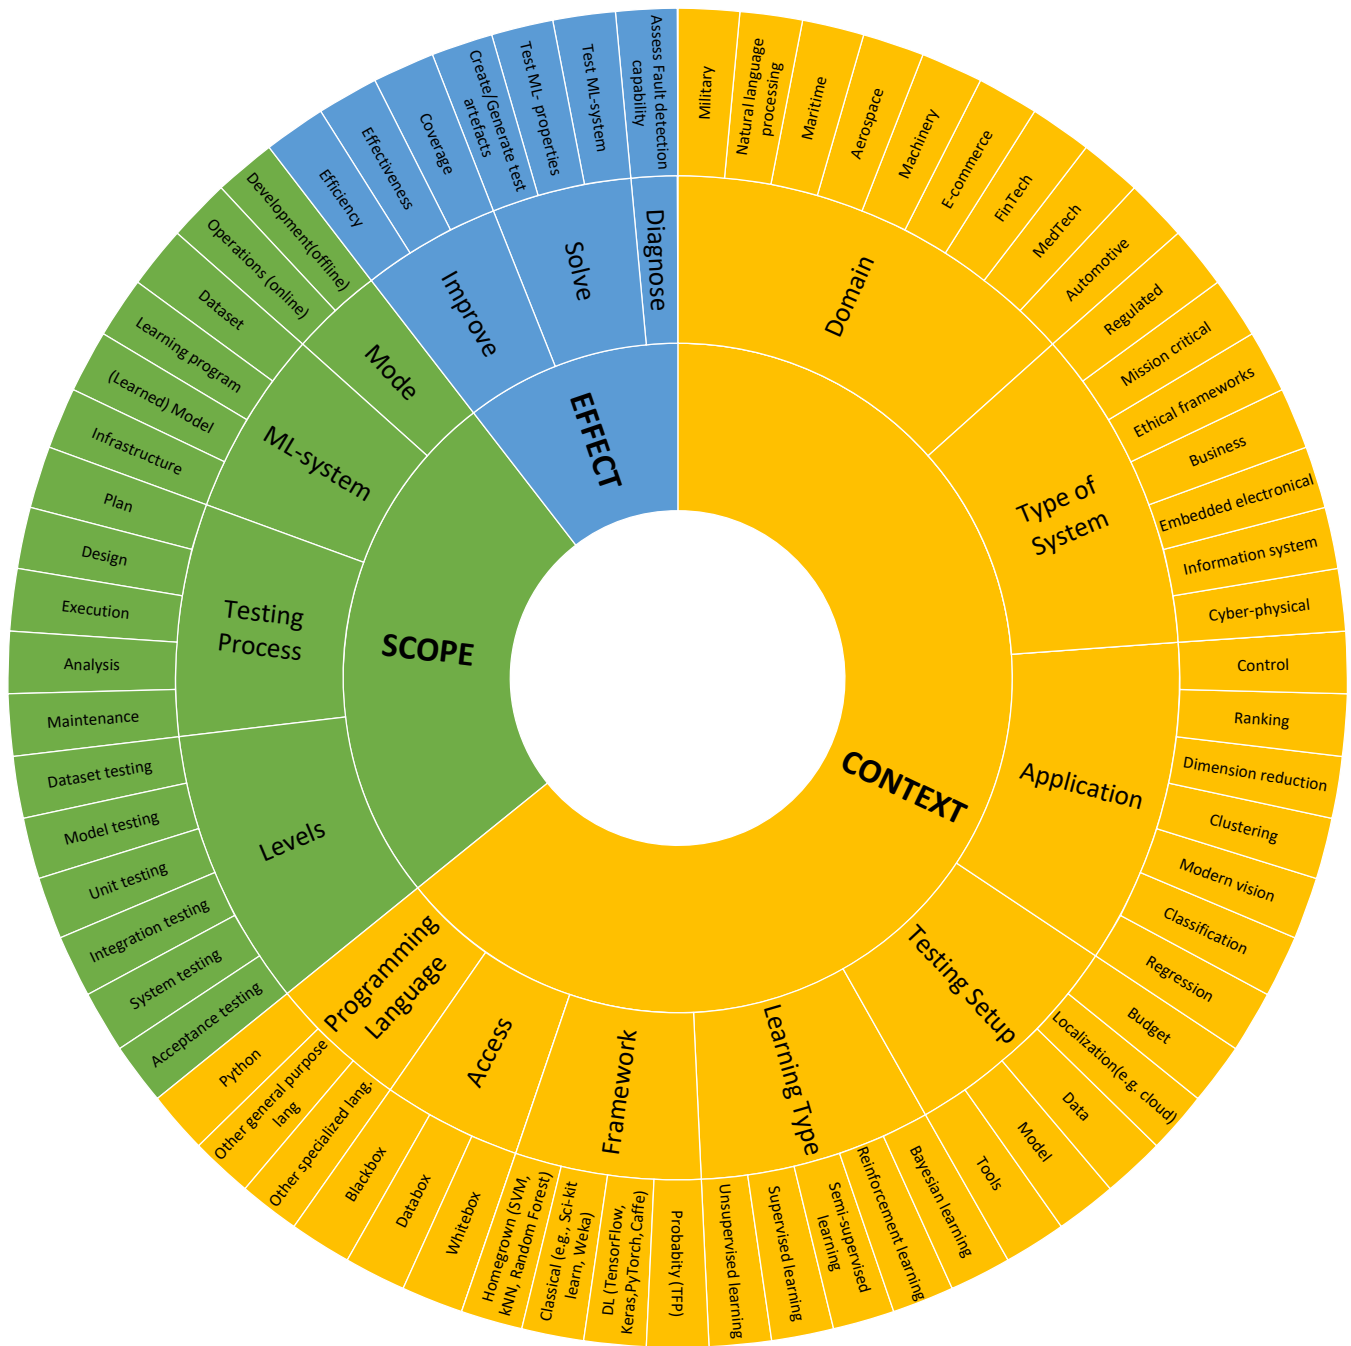 CONTEXT
Domain
Military
Natural language
processing
Maritime
Aerospace
Machinery
E-commerce
FinTech
MedTech
Automotive
Type of
System
Regulated
Mission critical
Ethical frameworks
Business
Embedded electronical
Information system
Cyber-physical
Application
Control
Ranking
Dimension reduction
Clustering
Modern vision
Classification
Regression
Testing Setup
Budget
Localization(e.g. cloud)
Data
Model
Tools
Learning Type
Bayesian learning
Reinforcement learning
Semi-supervised
learning
Supervised learning
Unsupervised learning
Framework
Probabity (TFP)
DL (TensorFlow,
Keras,PyTorch,Caffe)
Classical (e.g., Sci-kit
learn, Weka)
Homegrown (SVM,
kNN, Random Forest)
Access
Whitebox
Databox
Blackbox
Programming
Language
Other specialized lang.
Other general purpose
lang
Python
SCOPE
Levels
Acceptance testing
System testing
Integration testing
Unit testing
Model testing
Dataset testing
Testing
Process
Maintenance
Analysis
Execution
Design
Plan
ML-system
Infrastructure
(Learned) Model
Learning program
Dataset
Mode
Operations (online)
Development(offline)
EFFECT
Improve
Efficiency
Effectiveness
Coverage
Solve
Create/Generate test
artefacts
Test ML- properties
Test ML-system
Diagnose
Assess Fault detection
capability